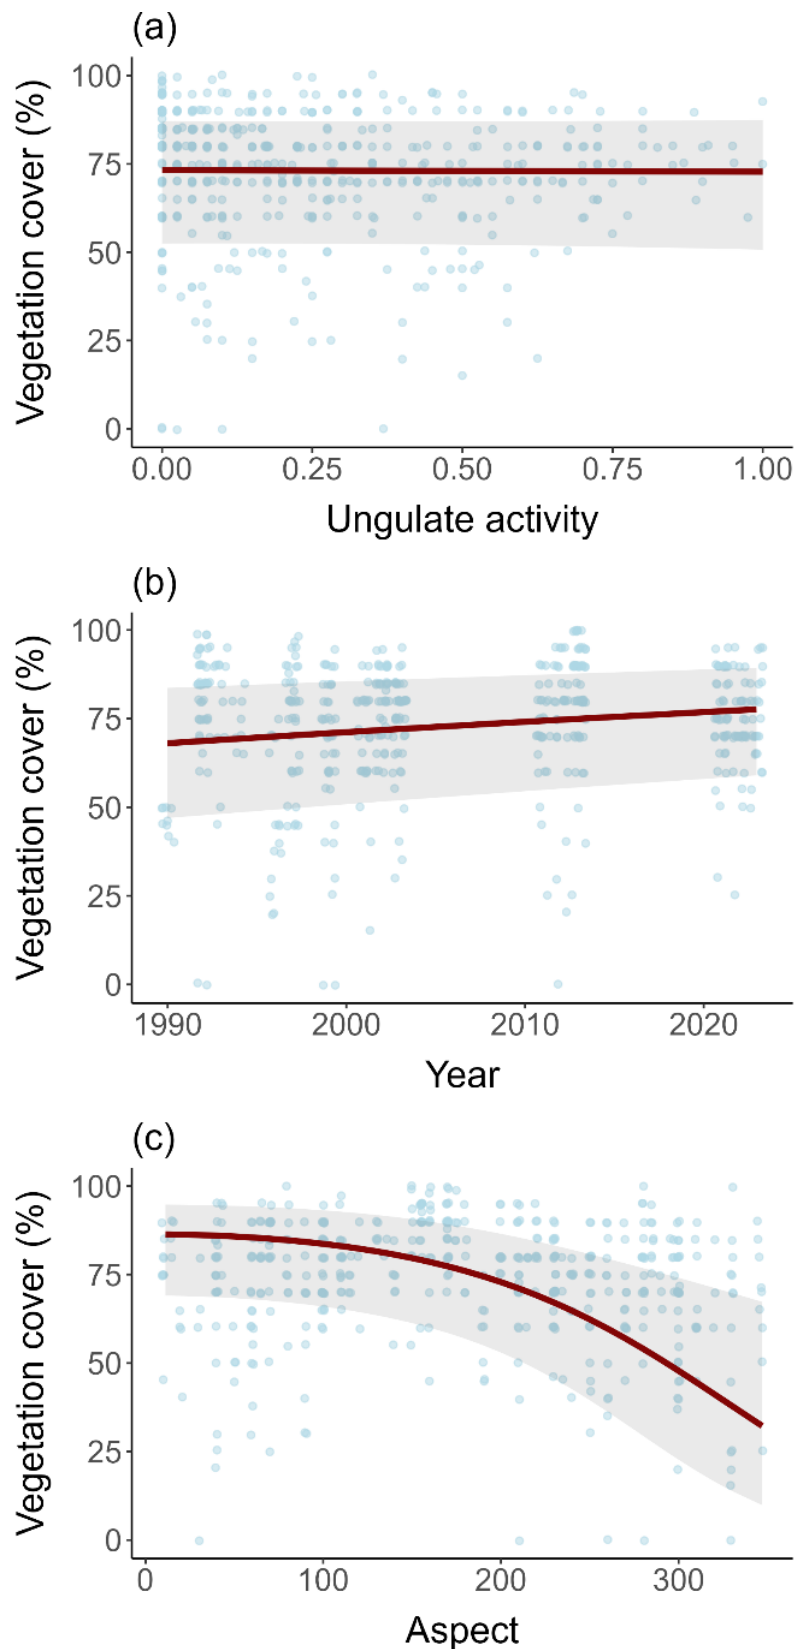 (a)
Vegetation cover (%)
100
75
50
25
0
0.00 0.25 0.50 0.75 1.00
Ungulate activity
(b)
Vegetation cover (%)
100
75
50
25
0
1990 2000 2010 2020
Year
(c)
Vegetation cover (%)
100
75
50
25
0
0 100 200 300
Aspect